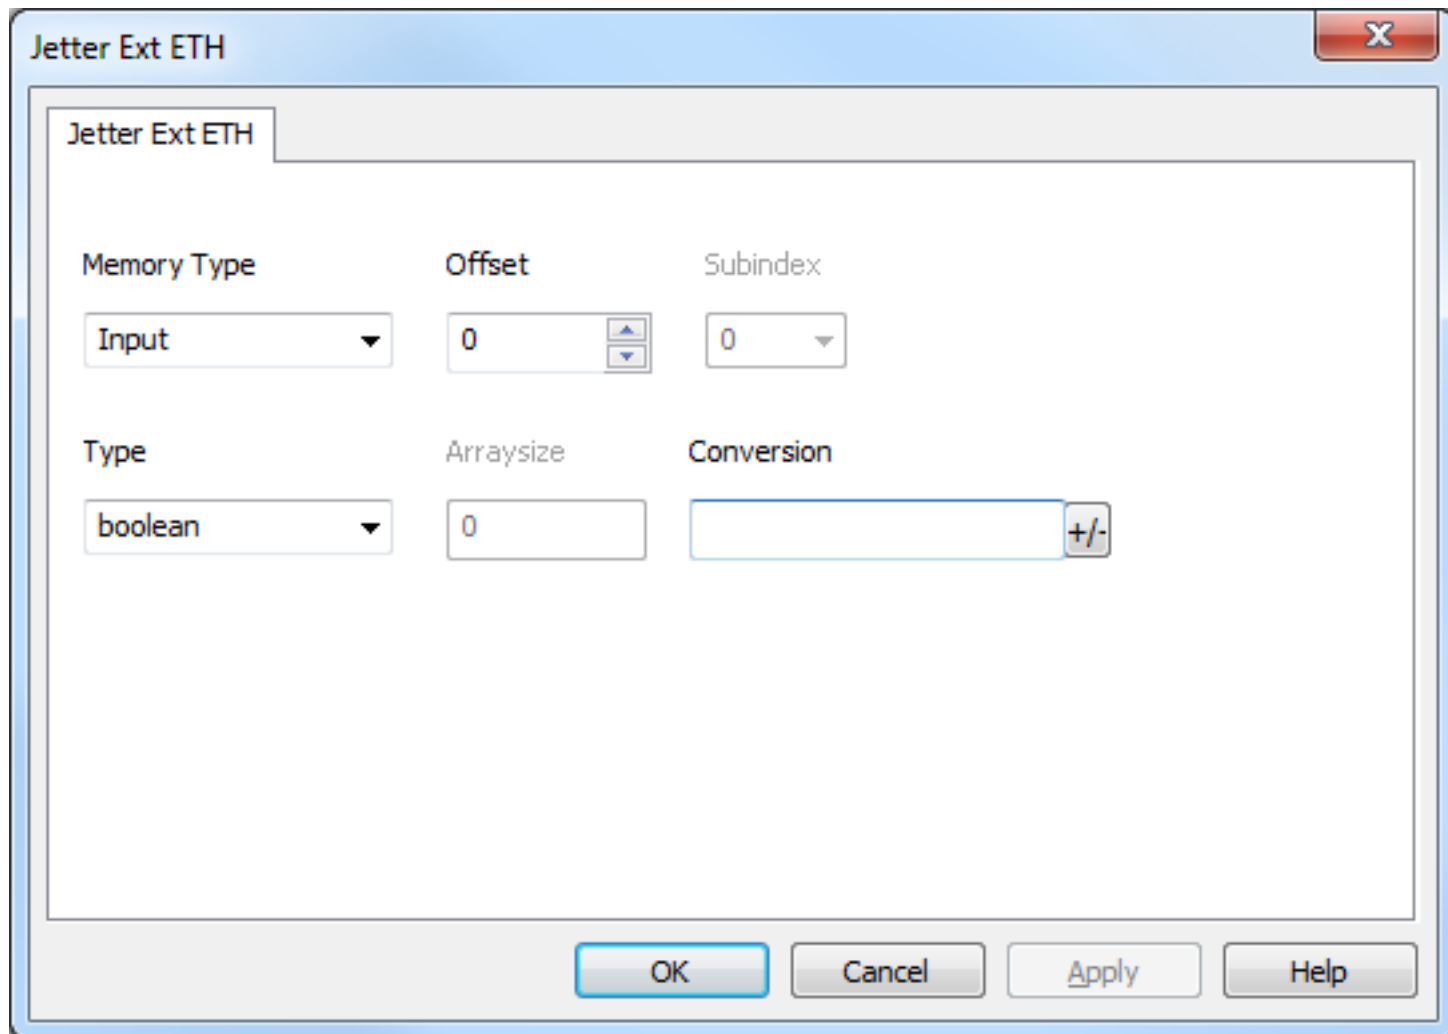 Jetter Ext ETH
Jetter Ext ETH
Memory Type Offset Subindex
Input 0 0
Type Arraysize Conversion
boolean 0 +/-
OK Cancel Apply Help